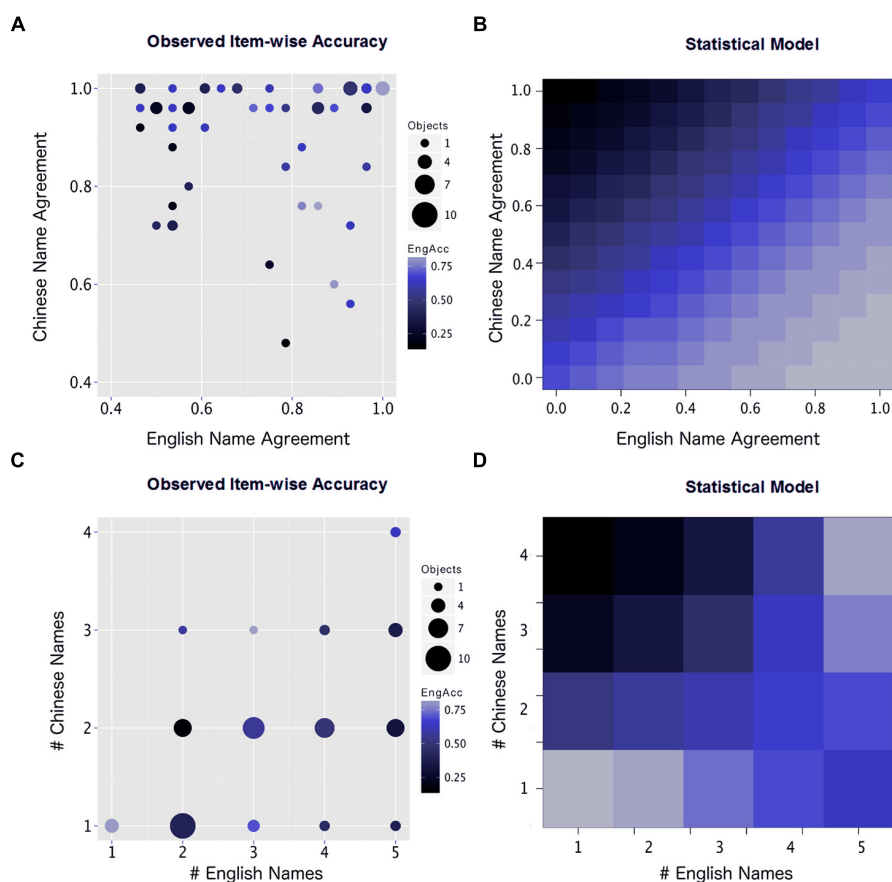 A
Observed Item-wise Accuracy
Chinese Name Agreement
1.0
0.8
0.6
0.4
0.4
0.6
0.8
1.0
English Name Agreement
Objects
1
4
7
10
EngAcc
0.75
0.50
0.25
B
Statistical Model
Chinese Name Agreement
1.0
0.8
0.6
0.4
0.2
0.0
0.0
0.2
0.4
0.6
0.8
1.0
English Name Agreement
C
Observed Item-wise Accuracy
# Chinese Names
4
3
2
1
1
2
3
4
5
# English Names
Objects
1
4
7
10
EngAcc
0.75
0.50
0.25
D
Statistical Model
# Chinese Names
4
3
2
1
1
2
3
4
5
# English Names